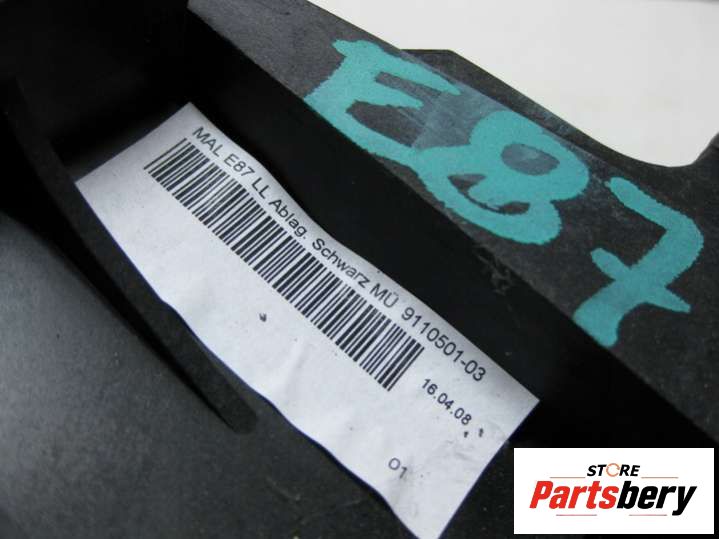 E87
MAL E87 LL Ablag. Schwarz MÜ 9110501-03
16.04.08
01
STORE
Partsbery